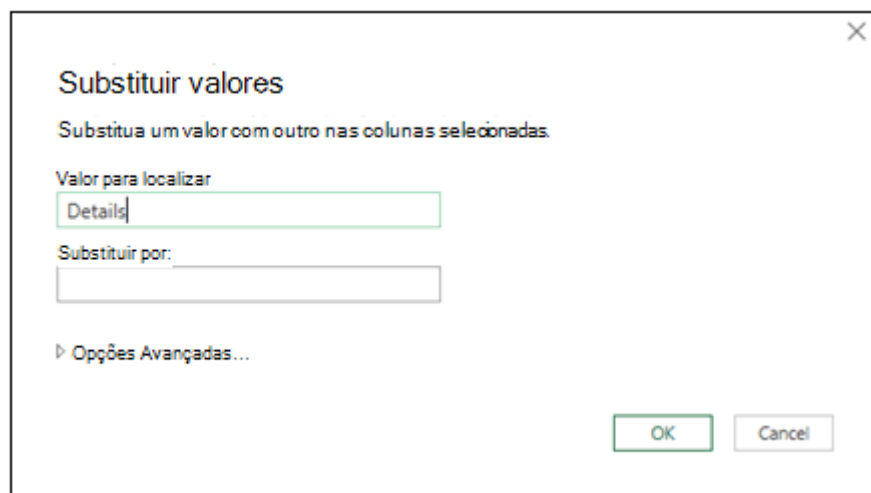 Substituir valores
Substitua um valor com outro nas colunas selecionadas.
Valor para localizar
Details
Substituir por:
Opções Avançadas...
OK
Cancel